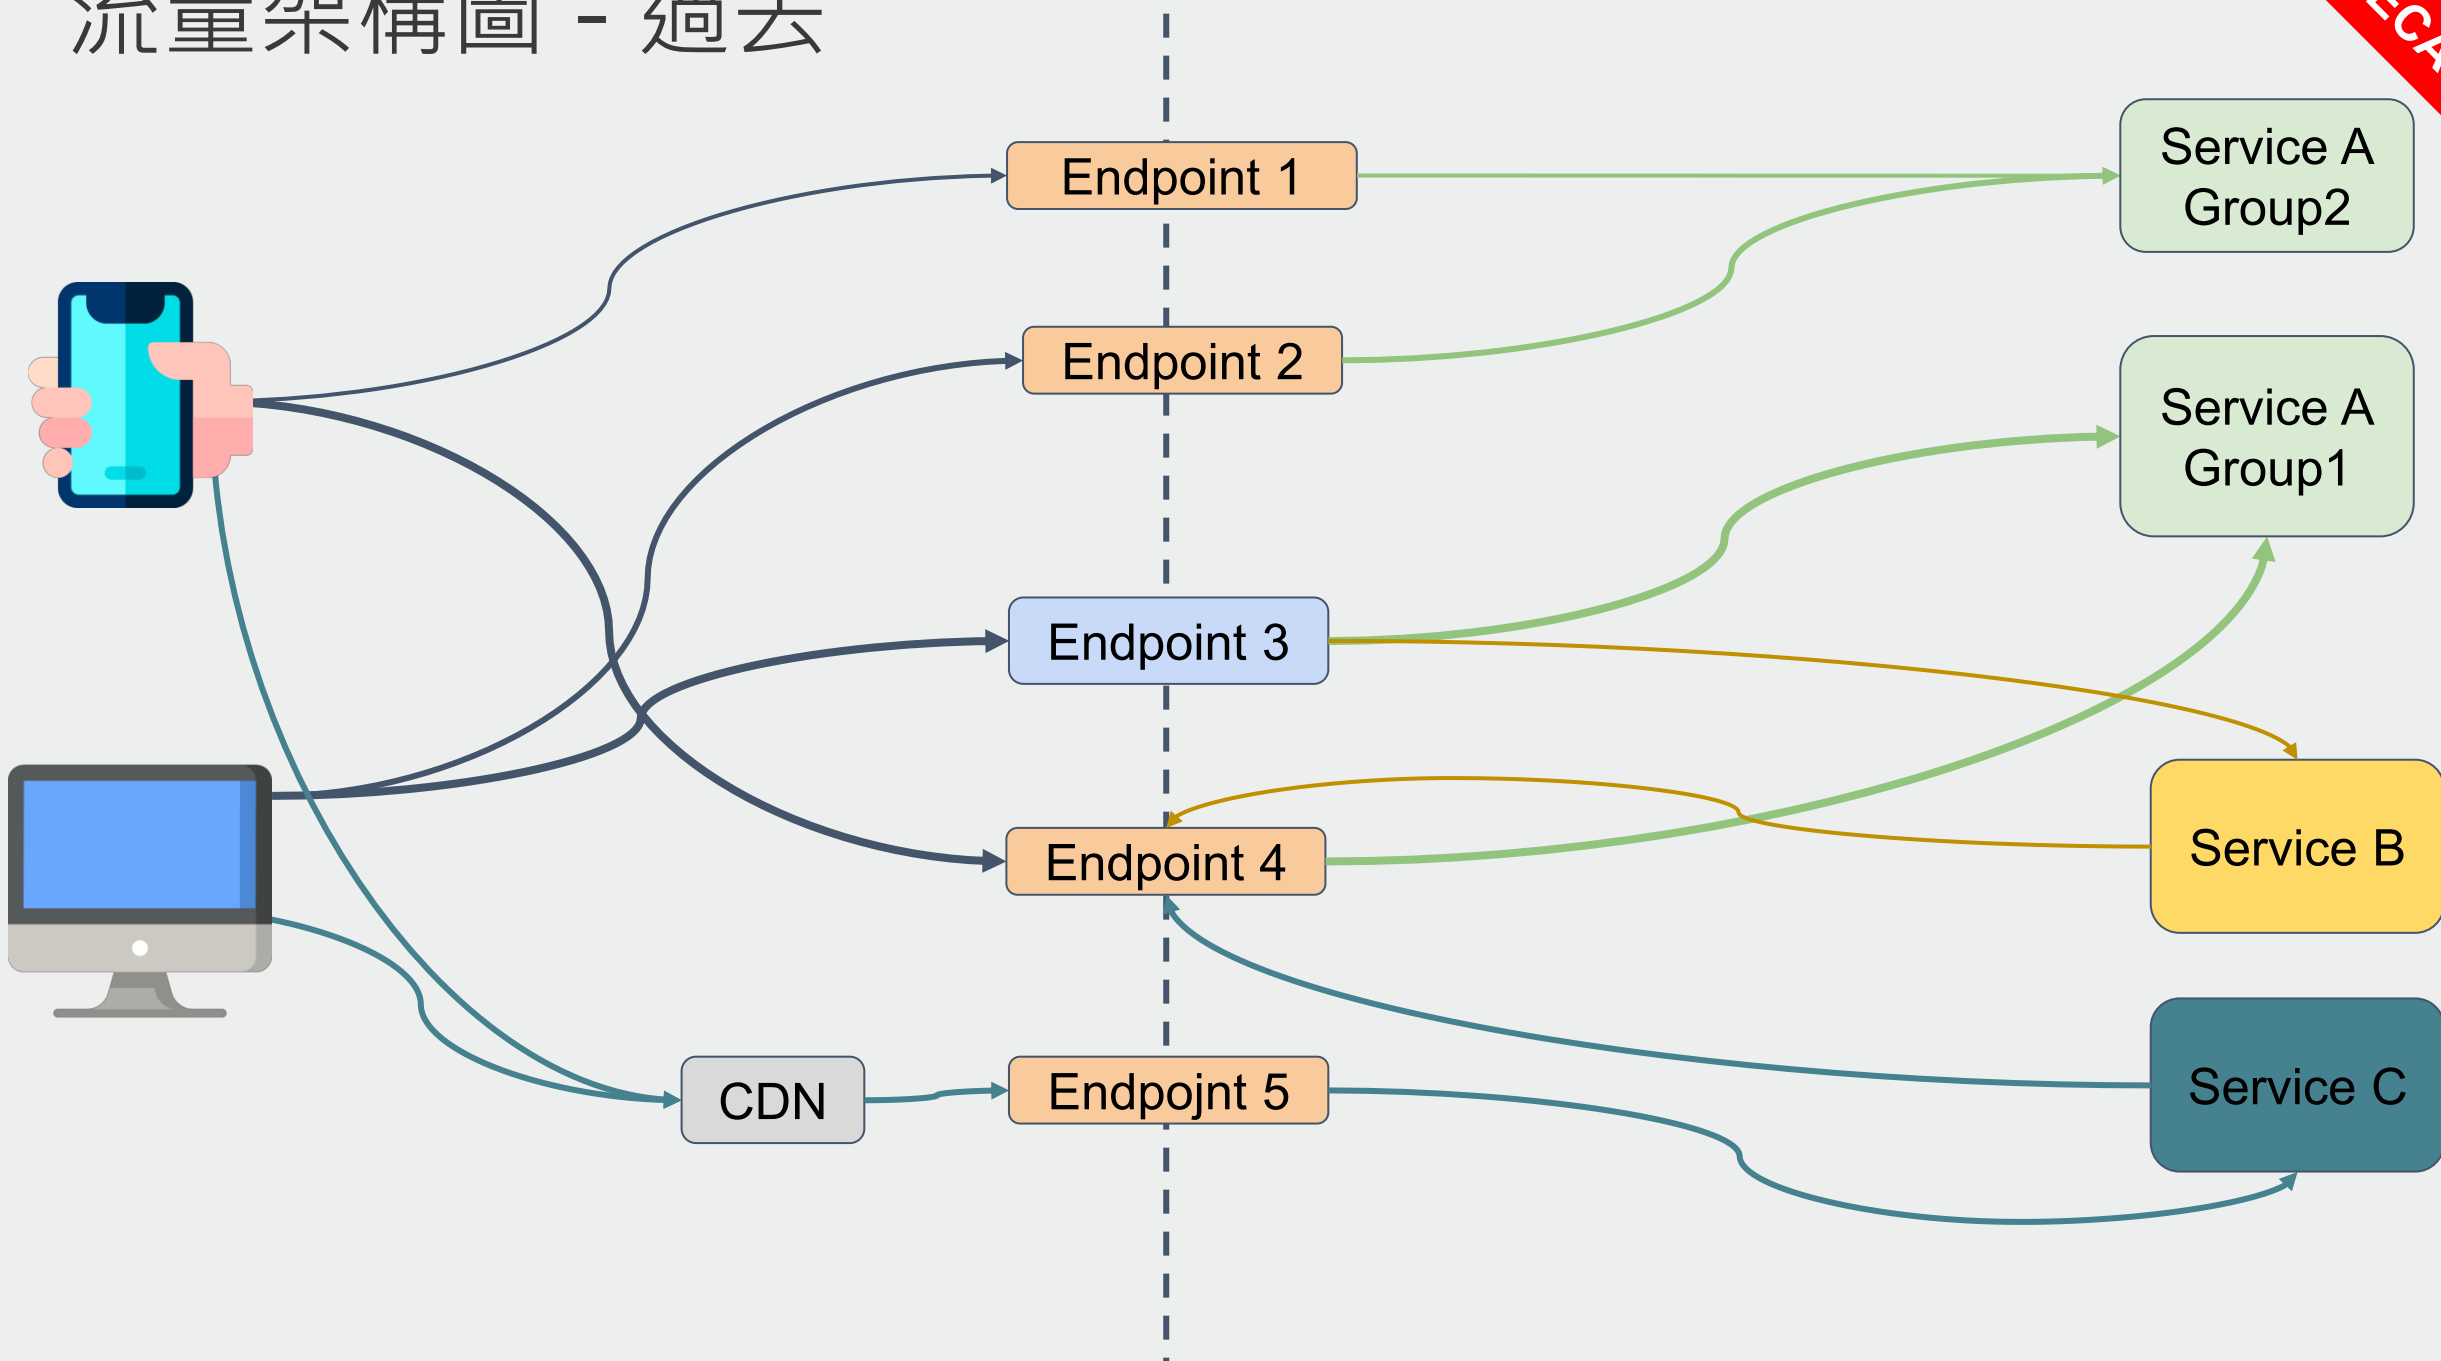 流量架構圖 - 過去
Endpoint 1
Service A
Group2
Endpoint 2
Service A
Group1
Endpoint 3
Endpoint 4
Service B
CDN
Endpojnt 5
Service C